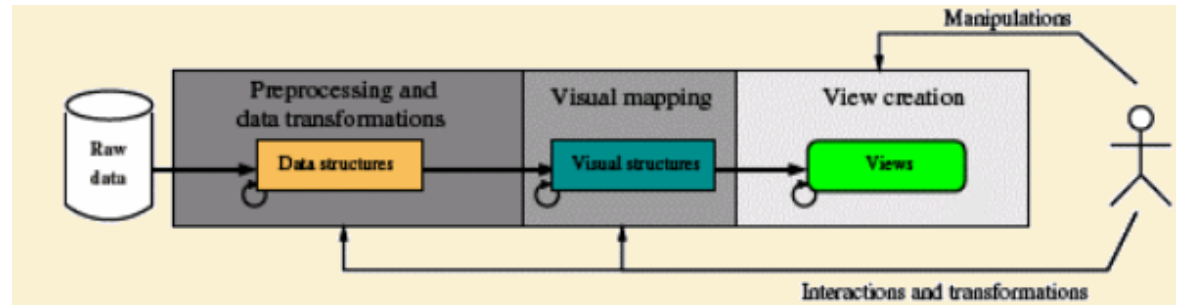 Manipulations
Preprocessing and
data transformations
Visual mapping
View creation
Raw
data
Data structures
Visual structures
Views
Interactions and transformations